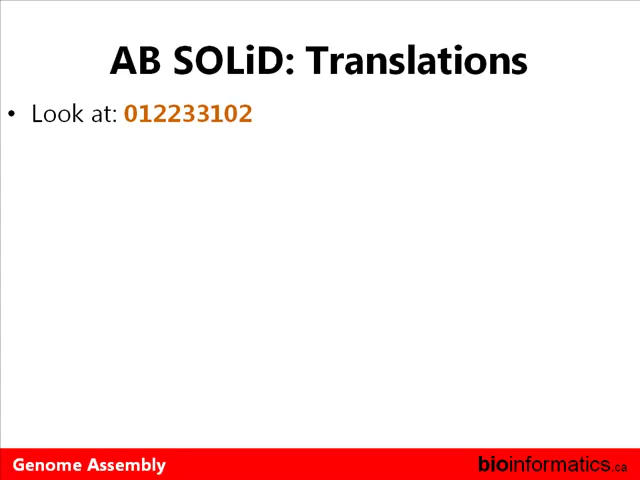 AB SOLiD: Translations
• Look at: 012233102
Genome Assembly
bioinformatics.ca